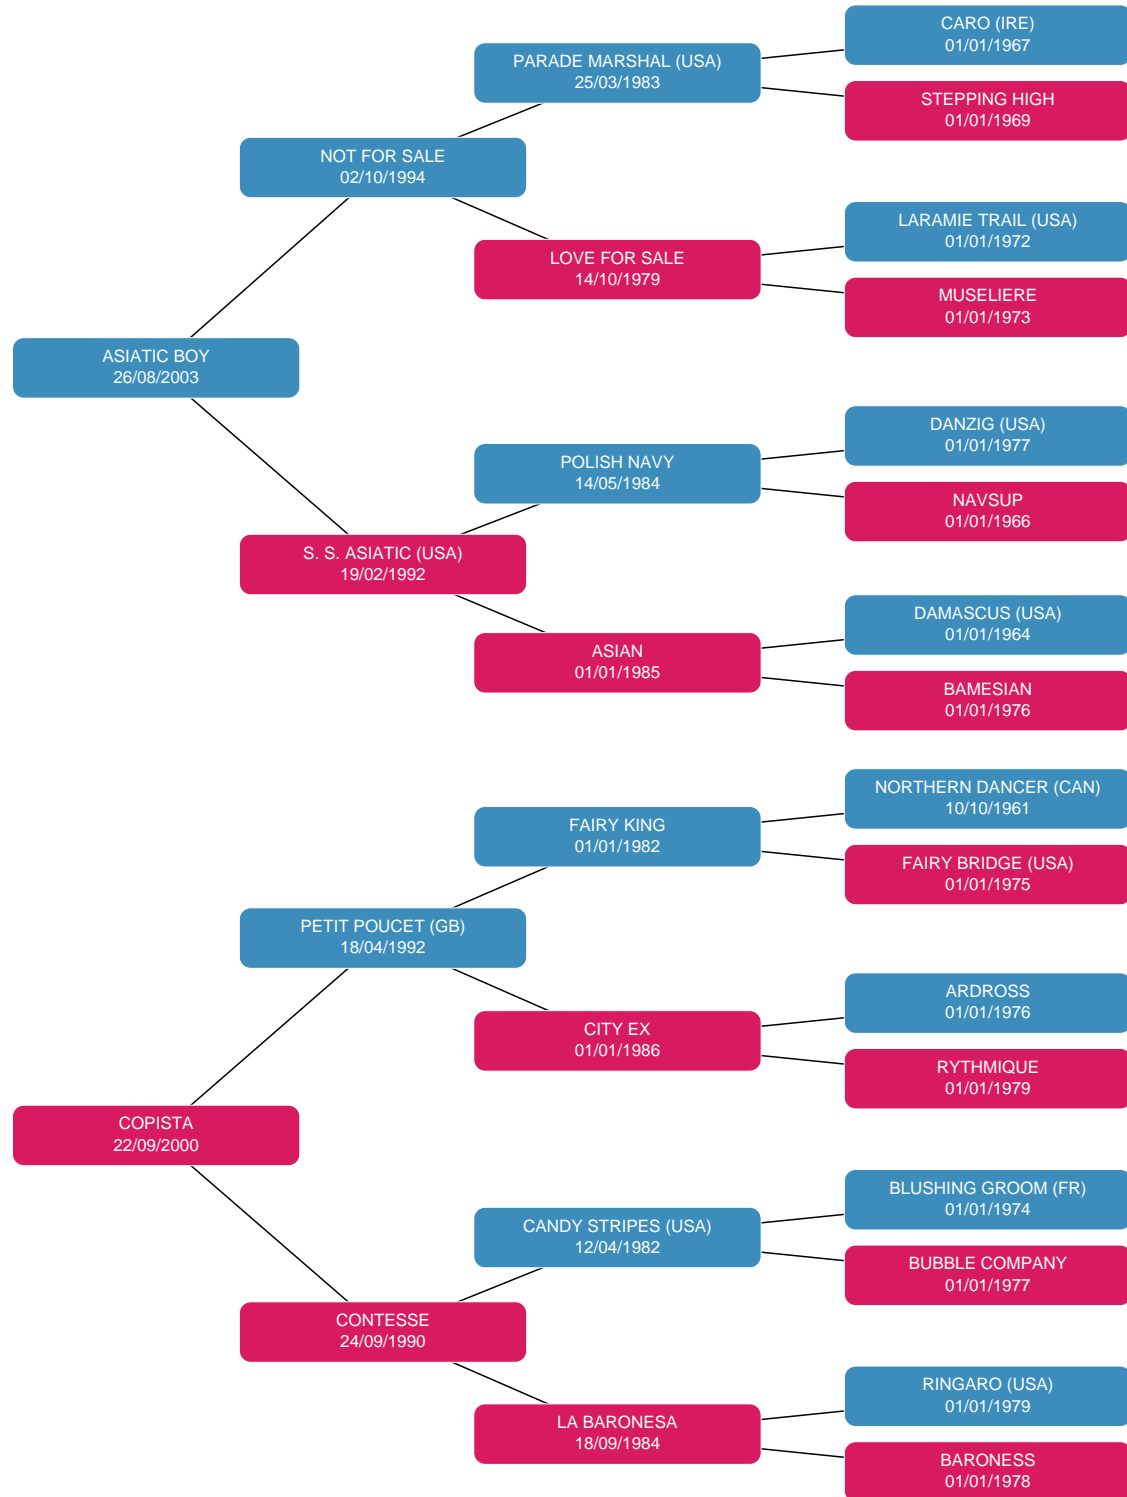 CARO (IRE)
01/01/1967
PARADE MARSHAL (USA)
25/03/1983
STEPPING HIGH
01/01/1969
NOT FOR SALE
02/10/1994
LARAMIE TRAIL (USA)
01/01/1972
LOVE FOR SALE
14/10/1979
MUSELIERE
01/01/1973
ASIATIC BOY
26/08/2003
DANZIG (USA)
01/01/1977
POLISH NAVY
14/05/1984
NAVSUP
01/01/1966
S. S. ASIATIC (USA)
19/02/1992
DAMASCUS (USA)
01/01/1964
ASIAN
01/01/1985
BAMESIAN
01/01/1976
NORTHERN DANCER (CAN)
10/10/1961
FAIRY KING
01/01/1982
FAIRY BRIDGE (USA)
01/01/1975
PETIT POUCET (GB)
18/04/1992
ARDROSS
01/01/1976
CITY EX
01/01/1986
RYTHMIQUE
01/01/1979
COPISTA
22/09/2000
BLUSHING GROOM (FR)
01/01/1974
CANDY STRIPES (USA)
12/04/1982
BUBBLE COMPANY
01/01/1977
CONTESSE
24/09/1990
RINGARO (USA)
01/01/1979
LA BARONESA
18/09/1984
BARONESS
01/01/1978